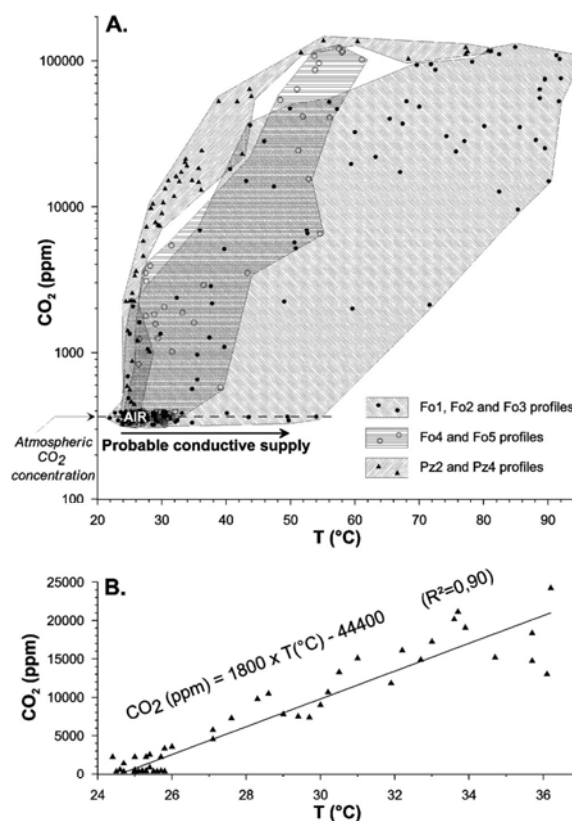 A.
100000
10000
1000
100
CO₂ (ppm)
AIR
Atmospheric
CO₂
concentration
Probable conductive supply
Fo1, Fo2 and Fo3 profiles
Fo4 and Fo5 profiles
Pz2 and Pz4 profiles
20 30 40 50 60 70 80 90
T (°C)
B.
25000
20000
15000
10000
5000
0
CO₂ (ppm)
CO₂ (ppm) = 1800 x T(°C) - 44400 (R²=0,90)
24 26 28 30 32 34 36
T (°C)